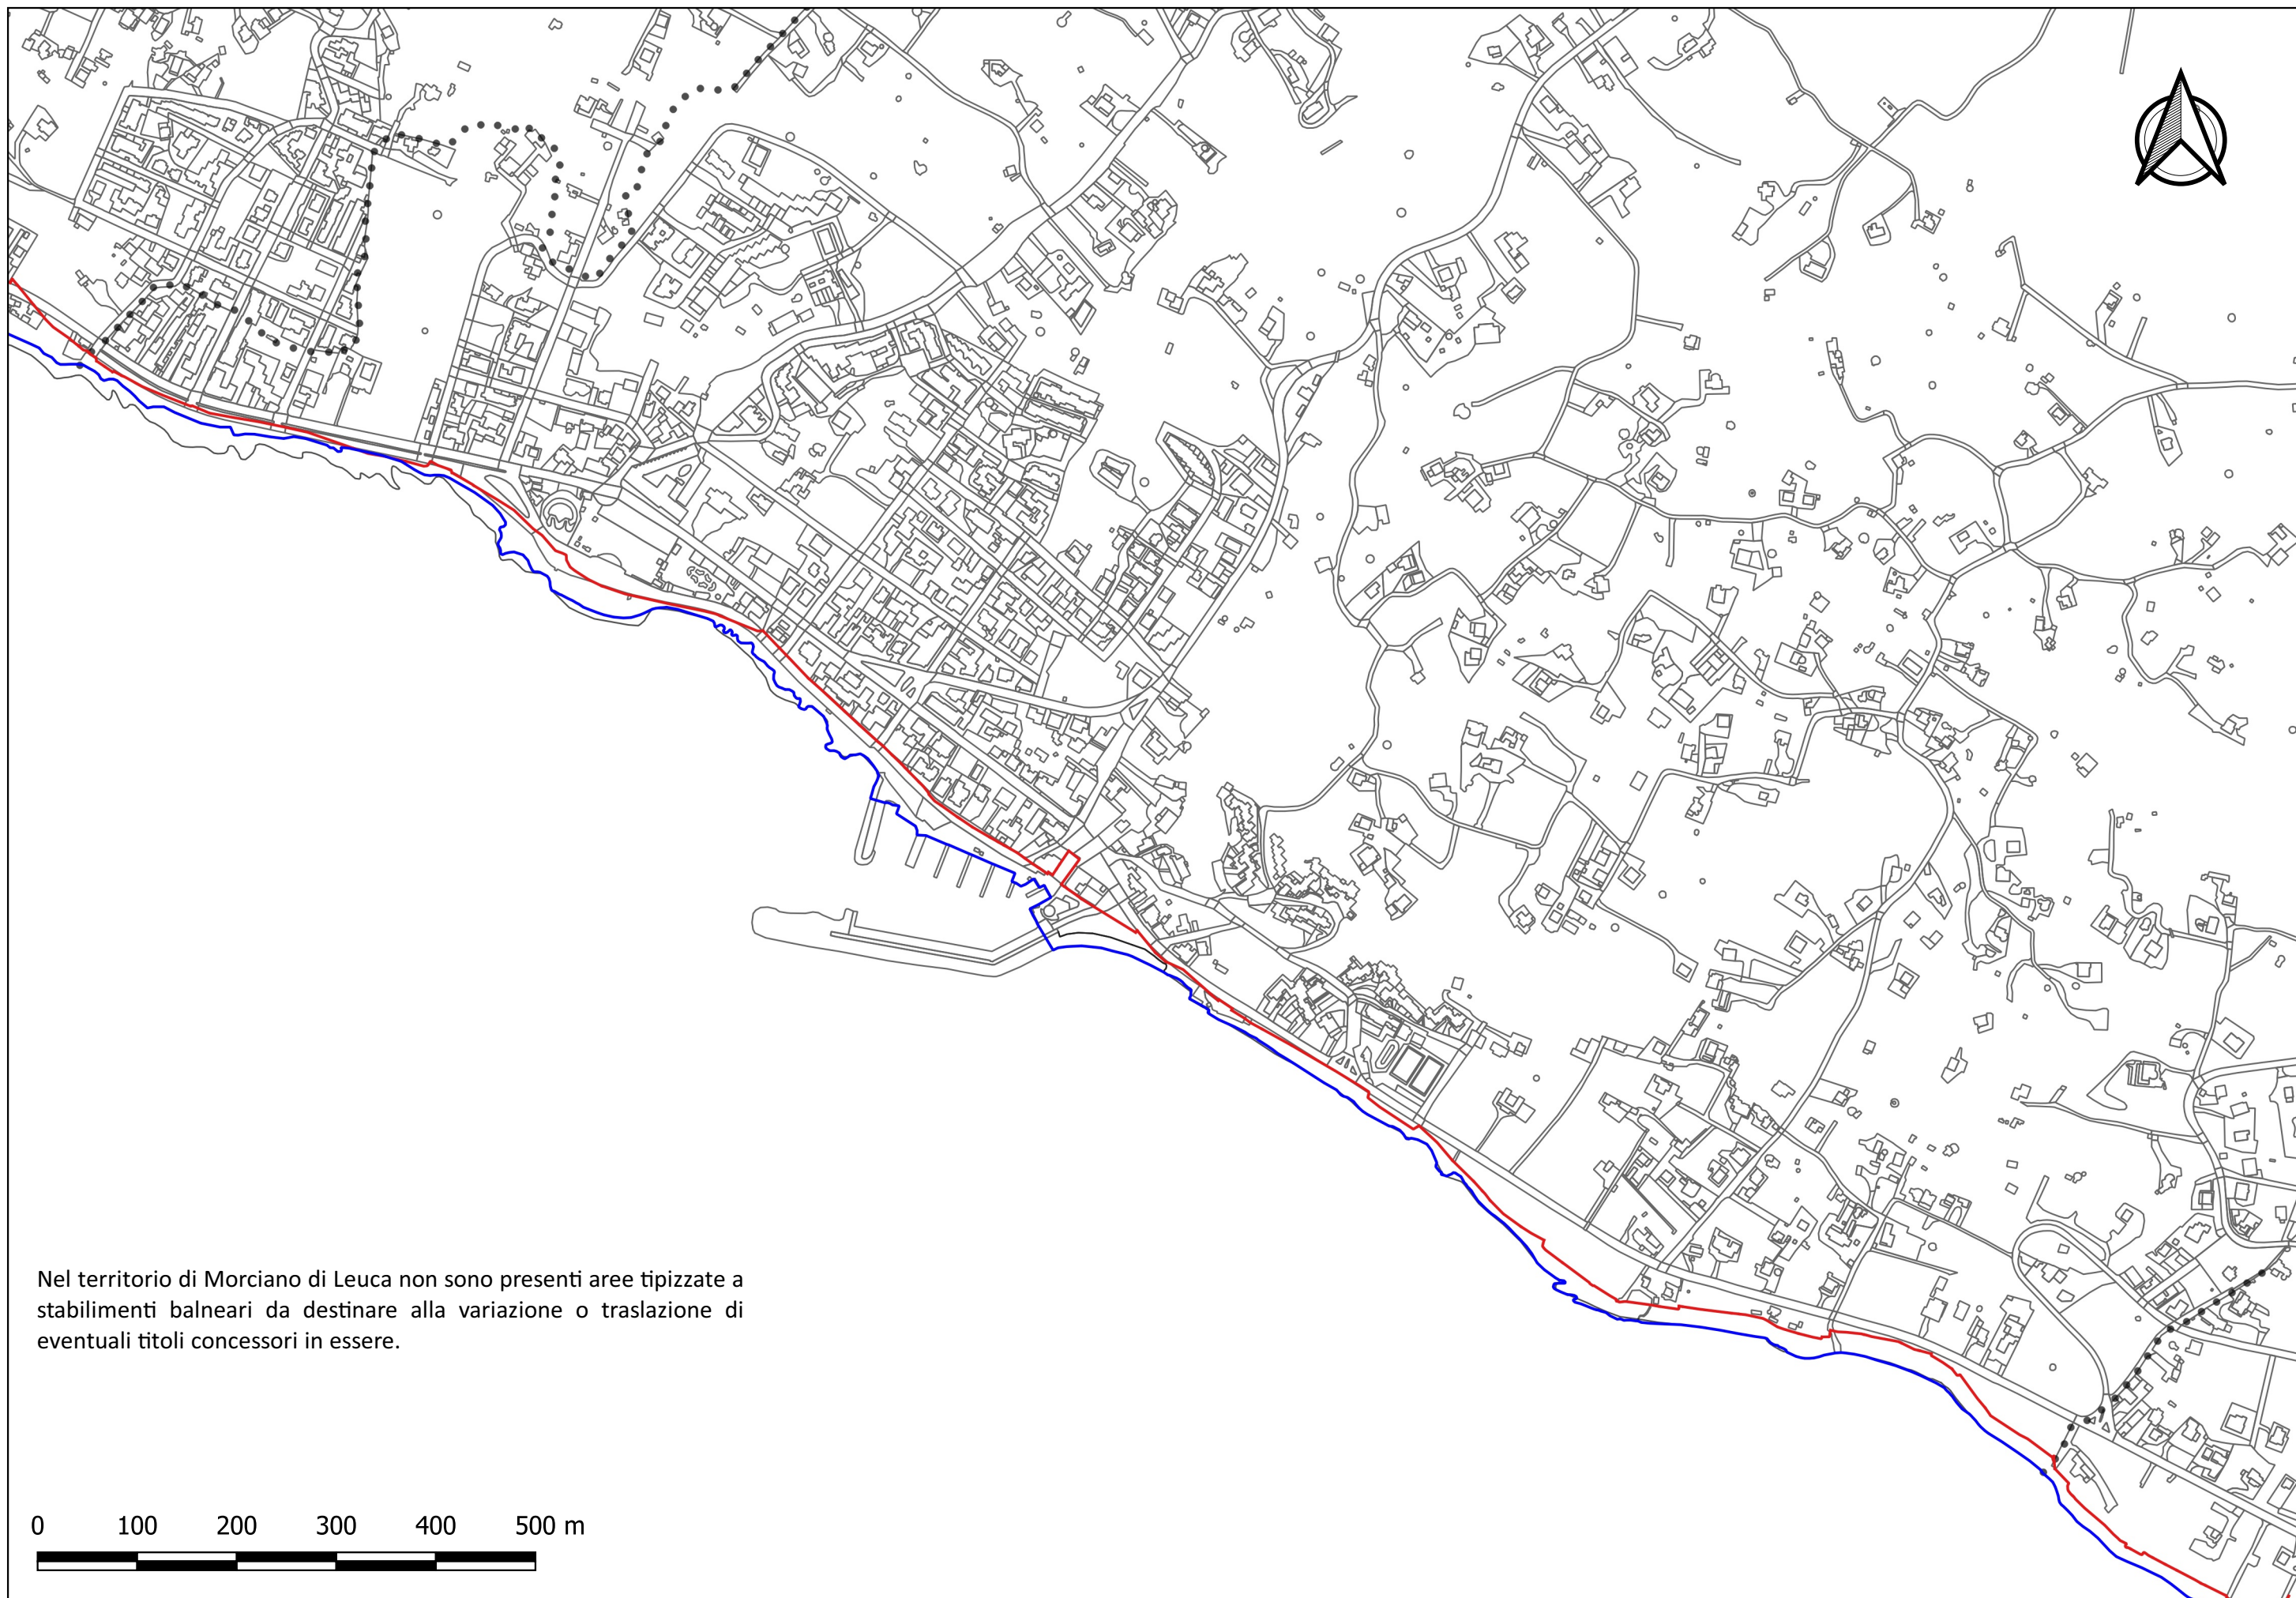 Nel territorio di Morciano di Leuca non sono presenti aree tipizzate a
stabilimenti balneari da destinare alla variazione o traslazione di
eventuali titoli concessori in essere.
0 100 200 300 400 500 m